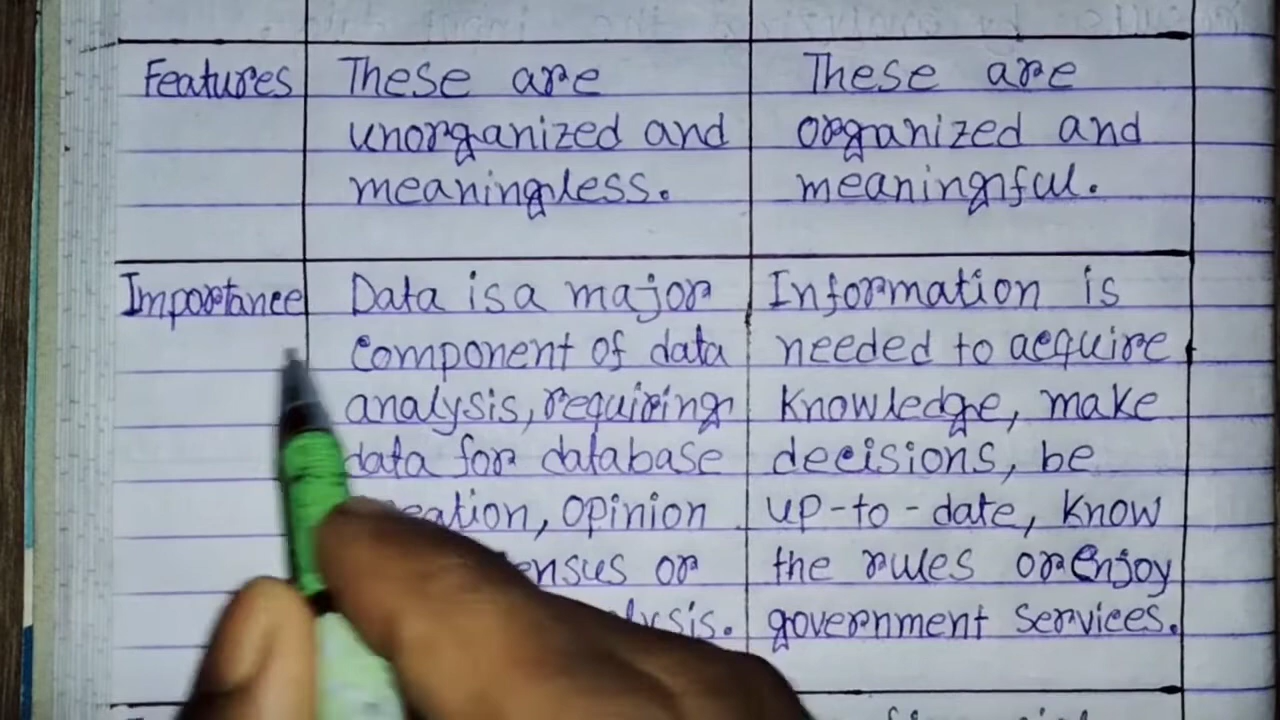 Features
These are
unorganized and
meaningless.
These are
organized and
meaningful.
Importance
Data is a major
component of data
analysis, requiring
data for database
opinion
or
Information is
needed to acquire
knowledge, make
decisions, be
up-to-date, know
the rules or enjoy
government services.